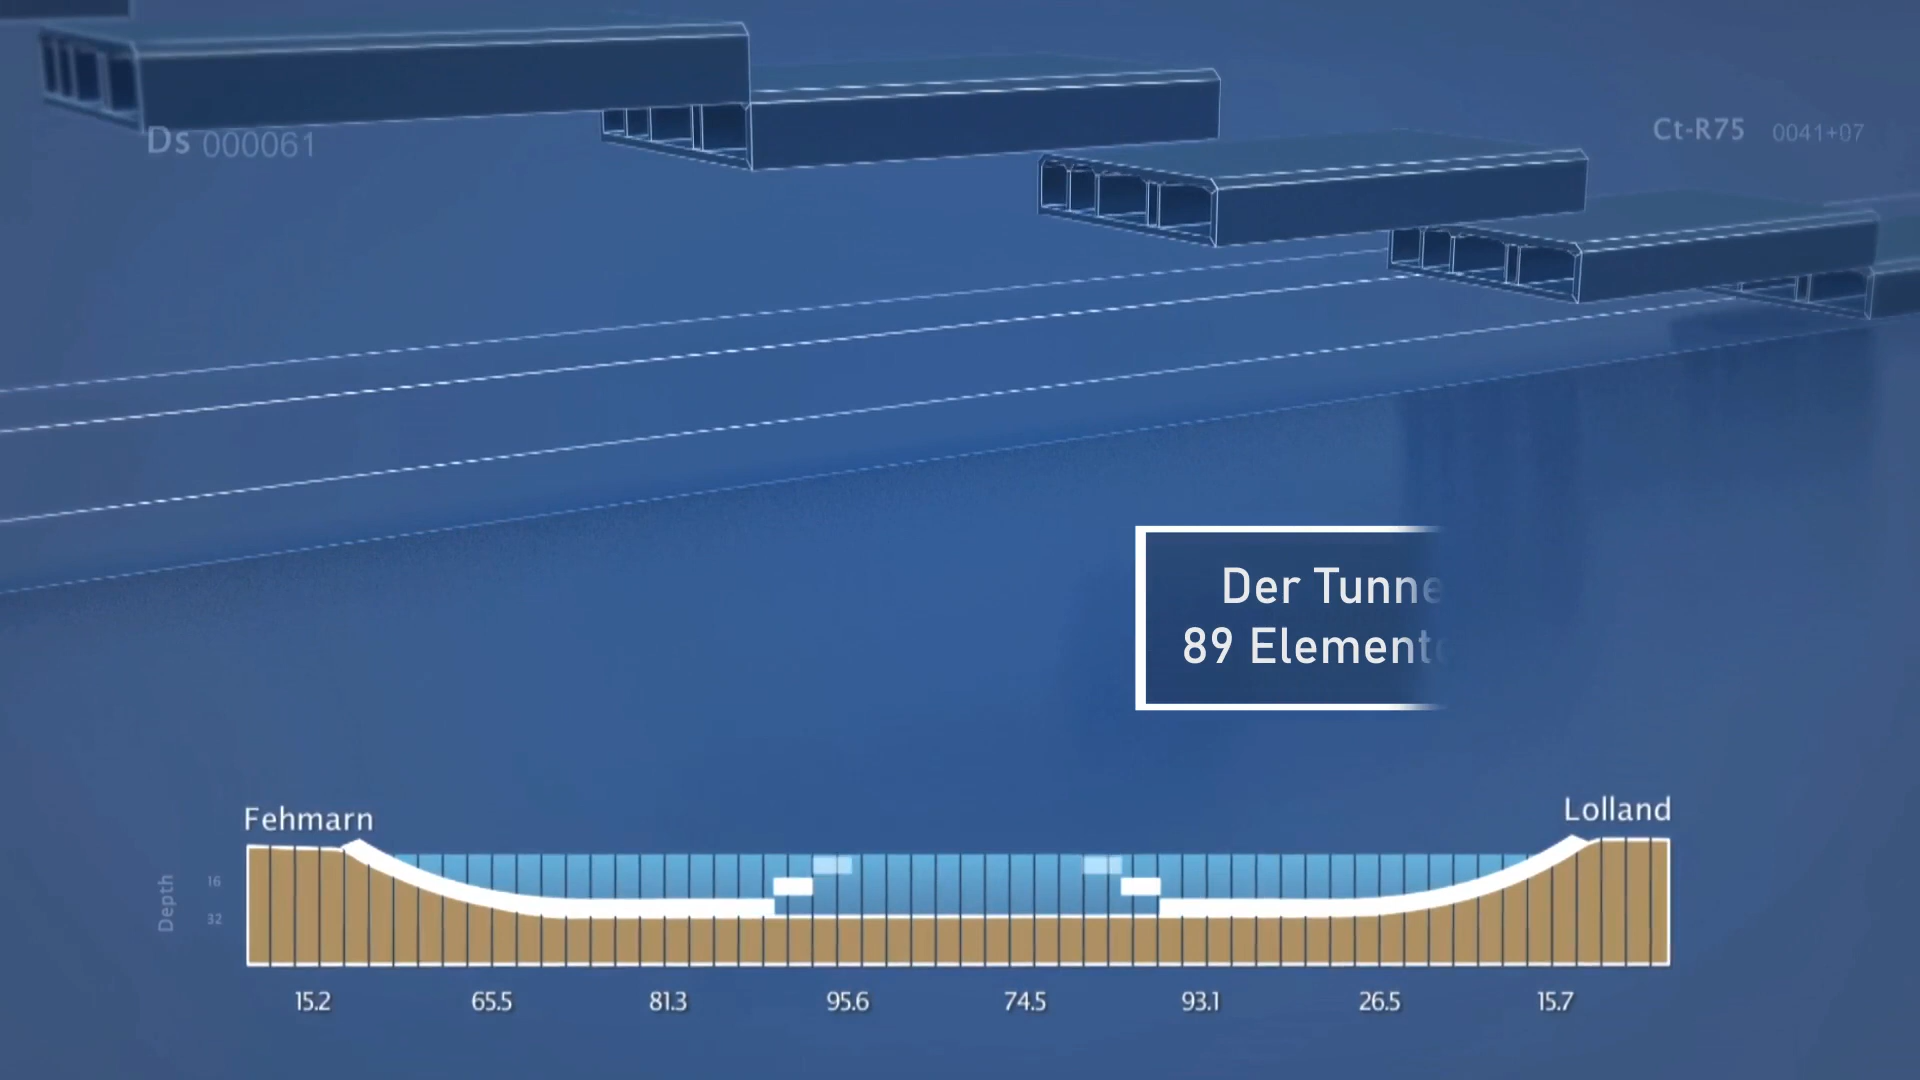 Ds 000061
Ct-R75 0041+07
Der Tunne
89 Element
Fehmarn
Lolland
Depth
16
32
15.2 65.5 81.3 95.6 74.5 93.1 26.5 15.7